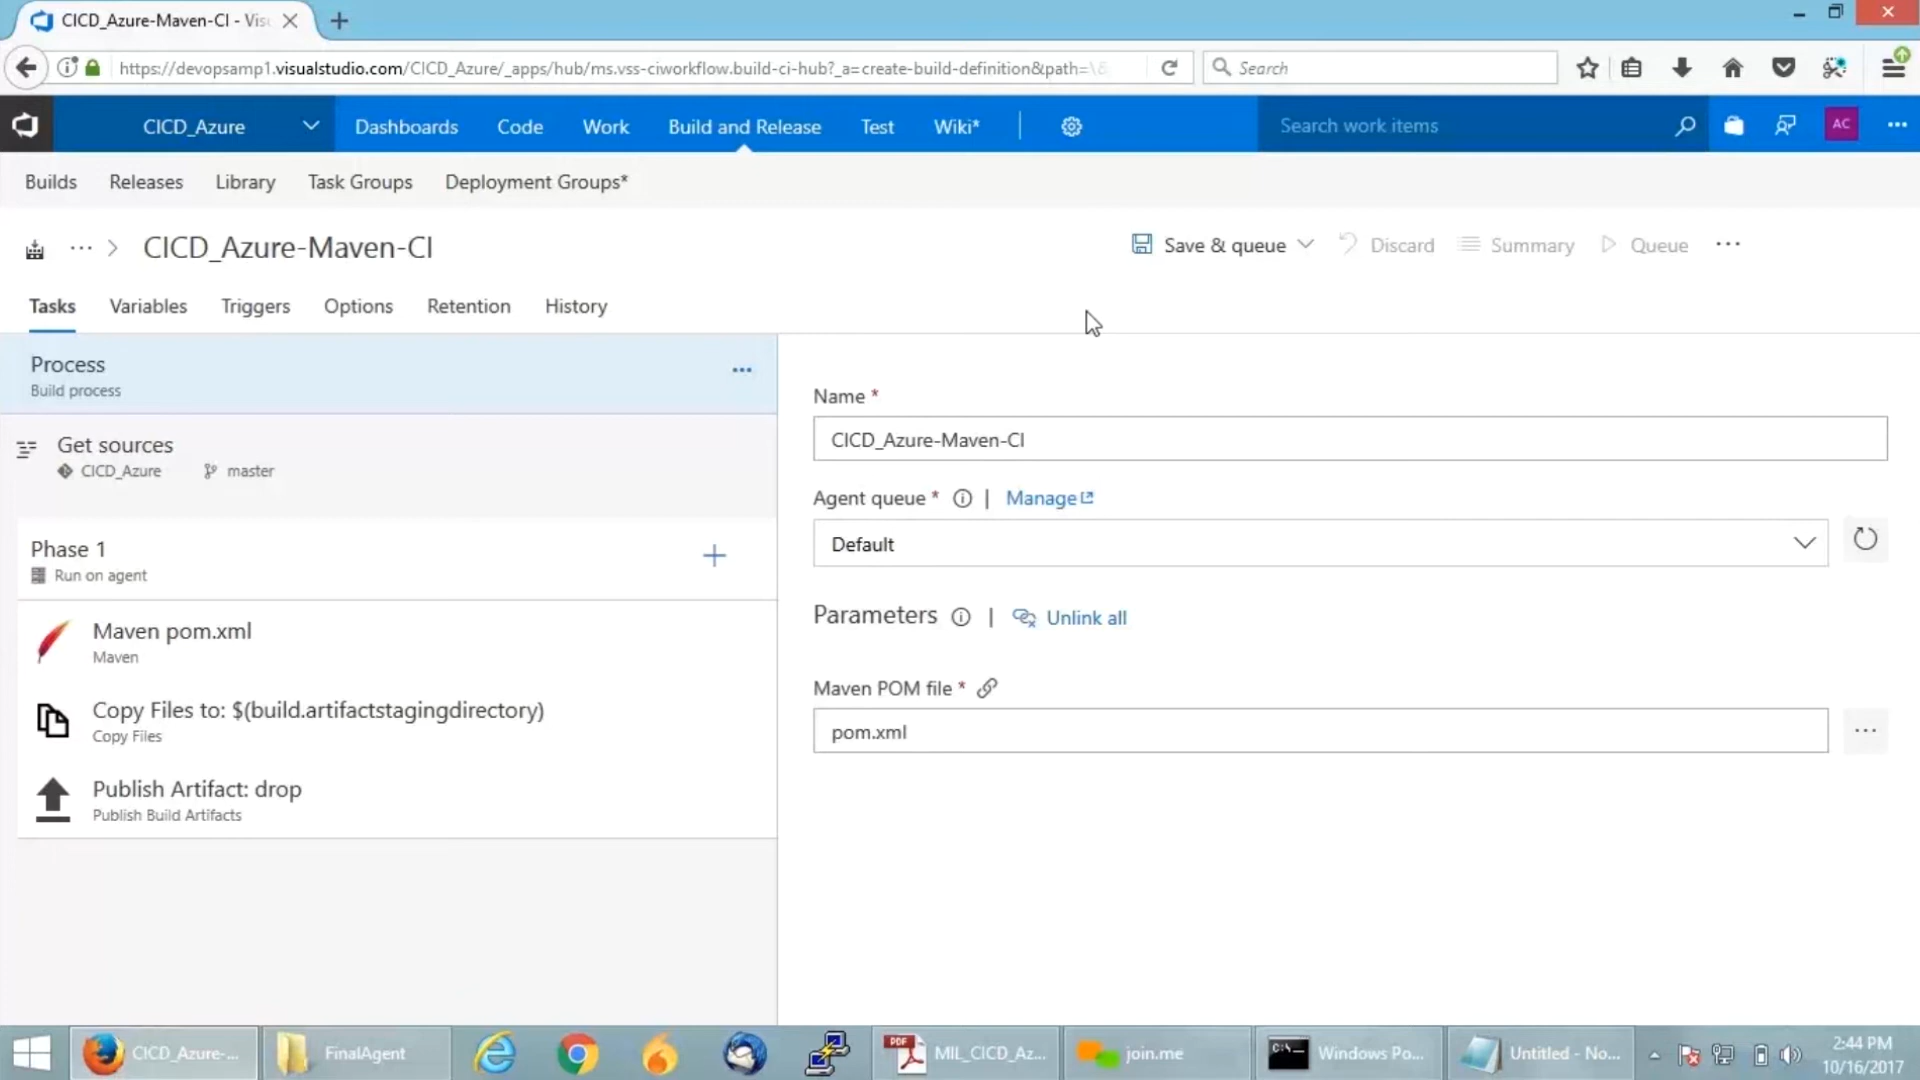 CICD_Azure-Maven-CI - Vis
https://devopsamp1.visualstudio.com/CICD_Azure/_apps/hub/ms.vss-ciworkflow.build-ci-hub?_a=create-build-definition&path=\
Search
CICD_Azure
Dashboards
Code
Work
Build and Release
Test
Wiki*
Search work items
AC
Builds
Releases
Library
Task Groups
Deployment Groups*
CICD_Azure-Maven-CI
Save & queue
Discard
Summary
Queue
Tasks
Variables
Triggers
Options
Retention
History
Process
Build process
Get sources
CICD_Azure
master
Phase 1
Run on agent
Maven pom.xml
Maven
Copy Files to: $(build.artifactstagingdirectory)
Copy Files
Publish Artifact: drop
Publish Build Artifacts
Name *
CICD_Azure-Maven-CI
Agent queue * | Manage
Default
Parameters | Unlink all
Maven POM file *
pom.xml
CICD_Azure-...
FinalAgent
PDF
MIL_CICD_Az...
join.me
C:\.
Windows Po...
Untitled - No...
2:44 PM
10/16/2017